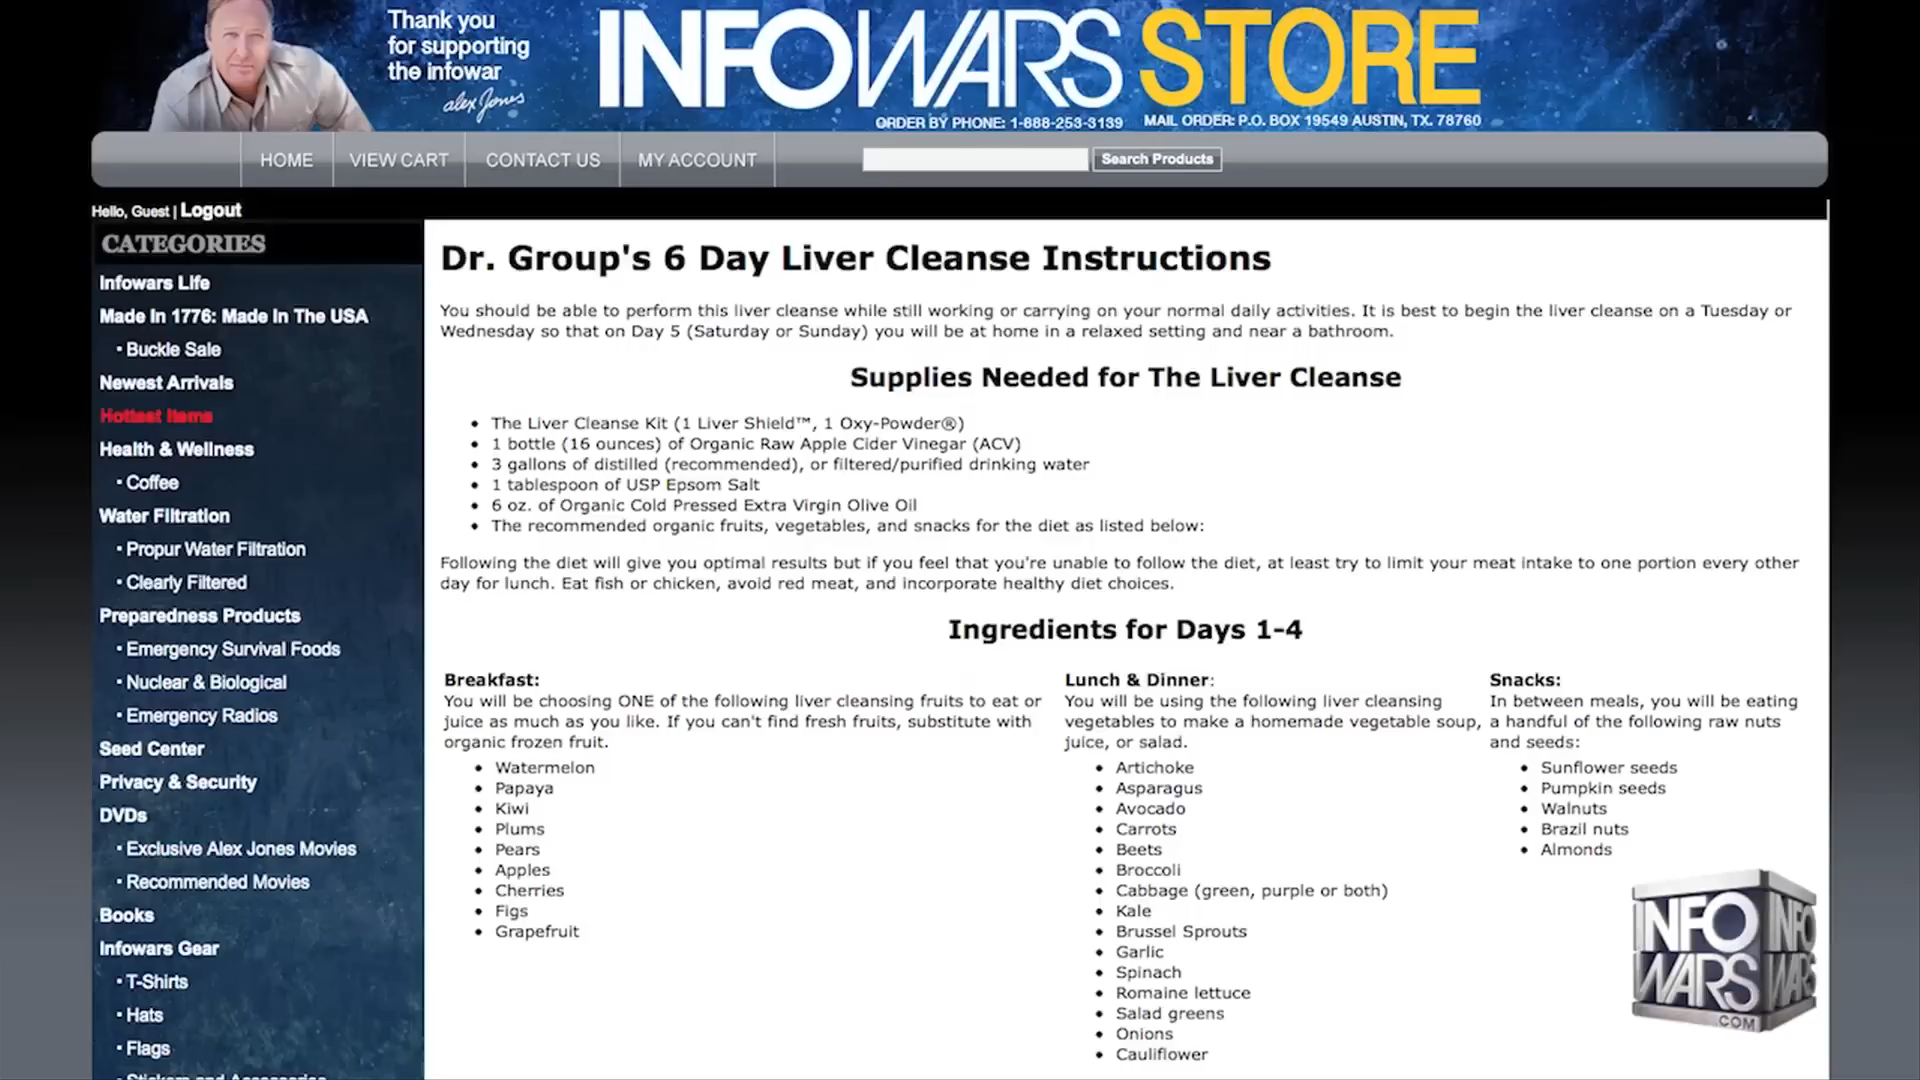 Thank you
for supporting
the infowar
alex Jones
INFOWARS STORE
ORDER BY PHONE: 1-888-253-3139 MAIL ORDER: P.O. BOX 19549 AUSTIN, TX. 78760
HOME VIEW CART CONTACT US MY ACCOUNT Search Products
Hello, Guest | Logout
CATEGORIES
Infowars Life
Made In 1776: Made In The USA
• Buckle Sale
Newest Arrivals
Hottest Items
Health & Wellness
• Coffee
Water Filtration
• Propur Water Filtration
• Clearly Filtered
Preparedness Products
• Emergency Survival Foods
• Nuclear & Biological
• Emergency Radios
Seed Center
Privacy & Security
DVDs
• Exclusive Alex Jones Movies
• Recommended Movies
Books
Infowars Gear
• T-Shirts
• Hats
• Flags
Stickers and Accessories
Dr. Group's 6 Day Liver Cleanse Instructions
You should be able to perform this liver cleanse while still working or carrying on your normal daily activities. It is best to begin the liver cleanse on a Tuesday or
Wednesday so that on Day 5 (Saturday or Sunday) you will be at home in a relaxed setting and near a bathroom.
Supplies Needed for The Liver Cleanse
• The Liver Cleanse Kit (1 Liver Shield™, 1 Oxy-Powder®)
• 1 bottle (16 ounces) of Organic Raw Apple Cider Vinegar (ACV)
• 3 gallons of distilled (recommended), or filtered/purified drinking water
• 1 tablespoon of USP Epsom Salt
• 6 oz. of Organic Cold Pressed Extra Virgin Olive Oil
• The recommended organic fruits, vegetables, and snacks for the diet as listed below:
Following the diet will give you optimal results but if you feel that you're unable to follow the diet, at least try to limit your meat intake to one portion every other
day for lunch. Eat fish or chicken, avoid red meat, and incorporate healthy diet choices.
Ingredients for Days 1-4
Breakfast:
You will be choosing ONE of the following liver cleansing fruits to eat or
juice as much as you like. If you can't find fresh fruits, substitute with
organic frozen fruit.
• Watermelon
• Papaya
• Kiwi
• Plums
• Pears
• Apples
• Cherries
• Figs
• Grapefruit
Lunch & Dinner:
You will be using the following liver cleansing
vegetables to make a homemade vegetable soup,
juice, or salad.
• Artichoke
• Asparagus
• Avocado
• Carrots
• Beets
• Broccoli
• Cabbage (green, purple or both)
• Kale
• Brussel Sprouts
• Garlic
• Spinach
• Romaine lettuce
• Salad greens
• Onions
• Cauliflower
Snacks:
In between meals, you will be eating
a handful of the following raw nuts
and seeds:
• Sunflower seeds
• Pumpkin seeds
• Walnuts
• Brazil nuts
• Almonds
INFO INFO
WARS WARS
.COM